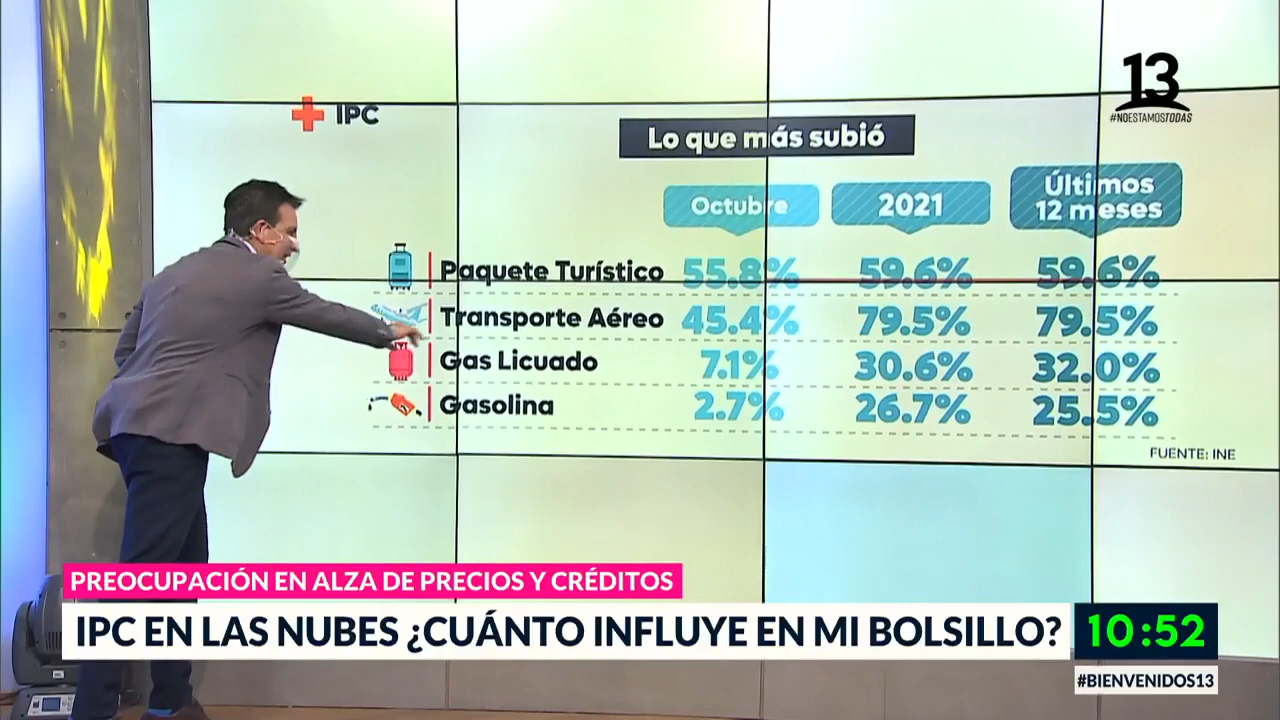 13
#NOESTAMOSTODAS
IPC
Lo que más subió
Octubre 2021 Últimos
12 meses
Paquete Turístico 55.8% 59.6% 59.6%
Transporte Aéreo 45.4% 79.5% 79.5%
Gas Licuado 7.1% 30.6% 32.0%
Gasolina 2.7% 26.7% 25.5%
FUENTE: INE
PREOCUPACIÓN EN ALZA DE PRECIOS Y CRÉDITOS
IPC EN LAS NUBES ¿CUÁNTO INFLUYE EN MI BOLSILLO? 10:52
#BIENVENIDOS13